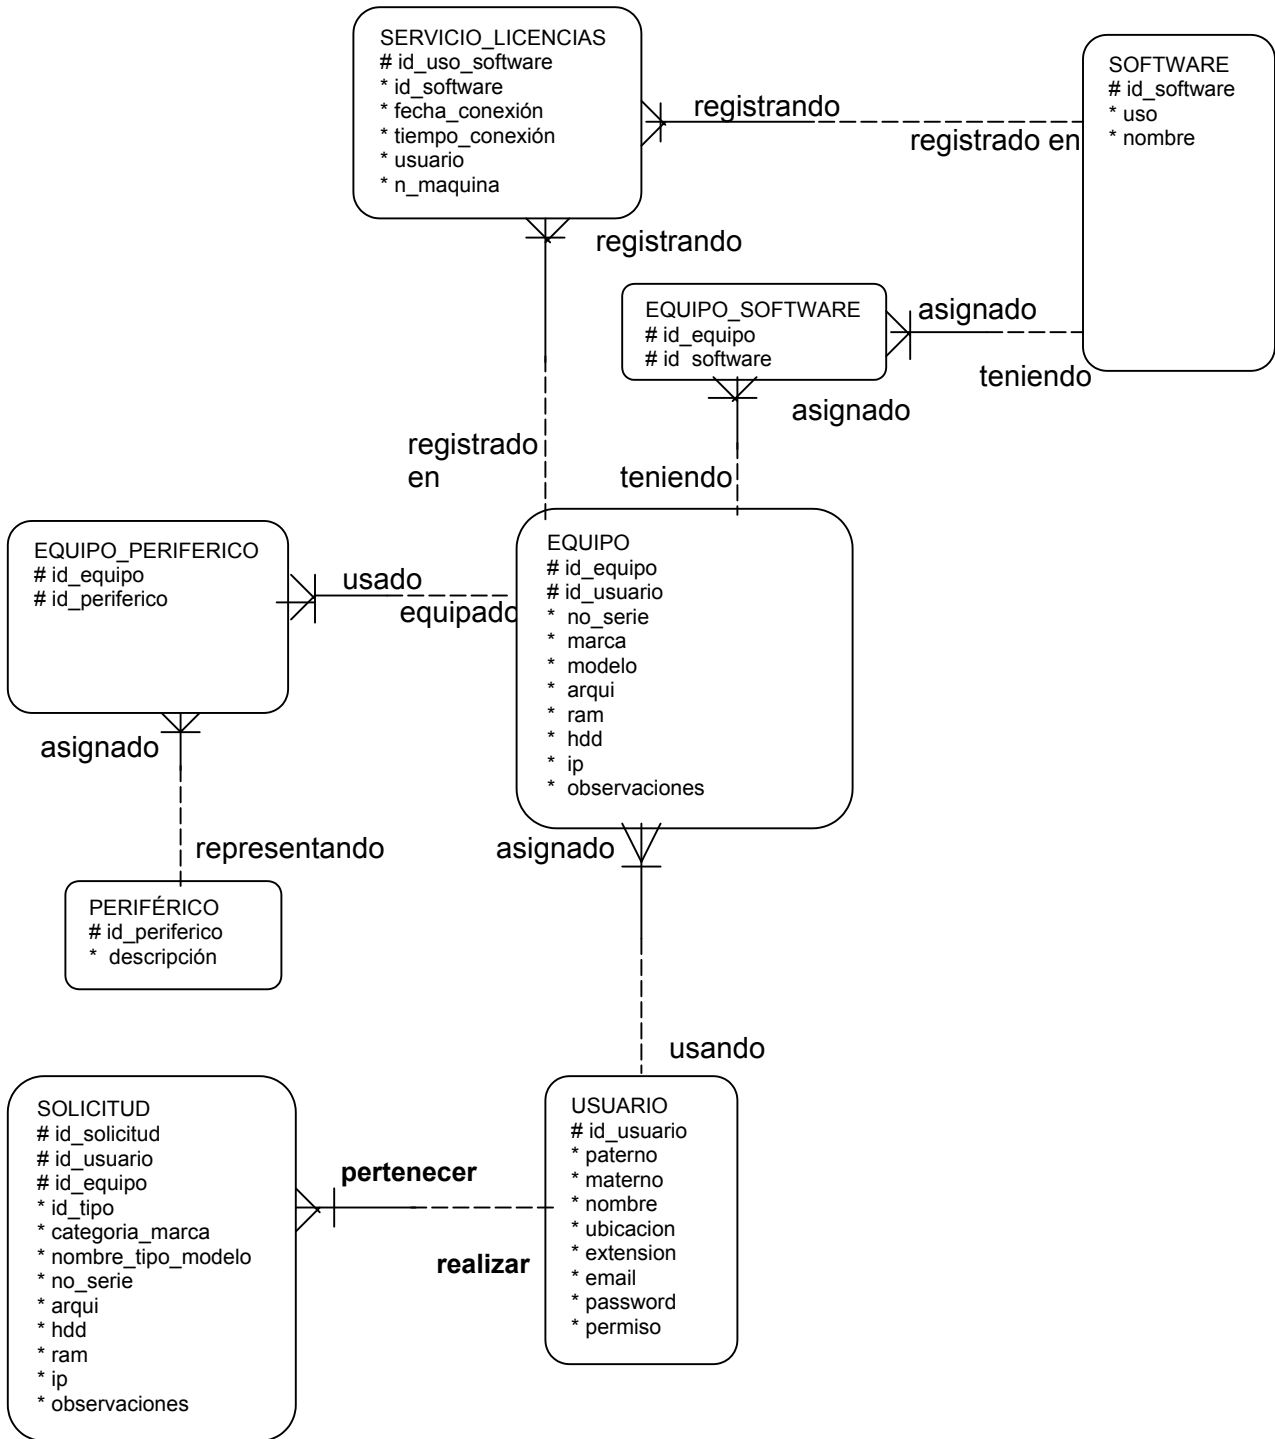 SERVICIO_LICENCIAS
# id_uso_software
* id_software
* fecha_conexión
* tiempo_conexión
* usuario
* n_maquina
SOFTWARE
# id_software
* uso
* nombre
registrando
registrado en
registrando
EQUIPO_SOFTWARE
# id_equipo
# id software
asignado
teniendo
asignado
registrado
en
teniendo
EQUIPO_PERIFERICO
# id_equipo
# id_periferico
usado
equipado
EQUIPO
# id_equipo
# id_usuario
* no_serie
* marca
* modelo
* arqui
* ram
* hdd
* ip
* observaciones
asignado
representando
asignado
PERIFÉRICO
# id_periferico
* descripción
usando
SOLICITUD
# id_solicitud
# id_usuario
# id_equipo
* id_tipo
* categoria_marca
* nombre_tipo_modelo
* no_serie
* arqui
* hdd
* ram
* ip
* observaciones
pertenecer
realizar
USUARIO
# id_usuario
* paterno
* materno
* nombre
* ubicacion
* extension
* email
* password
* permiso